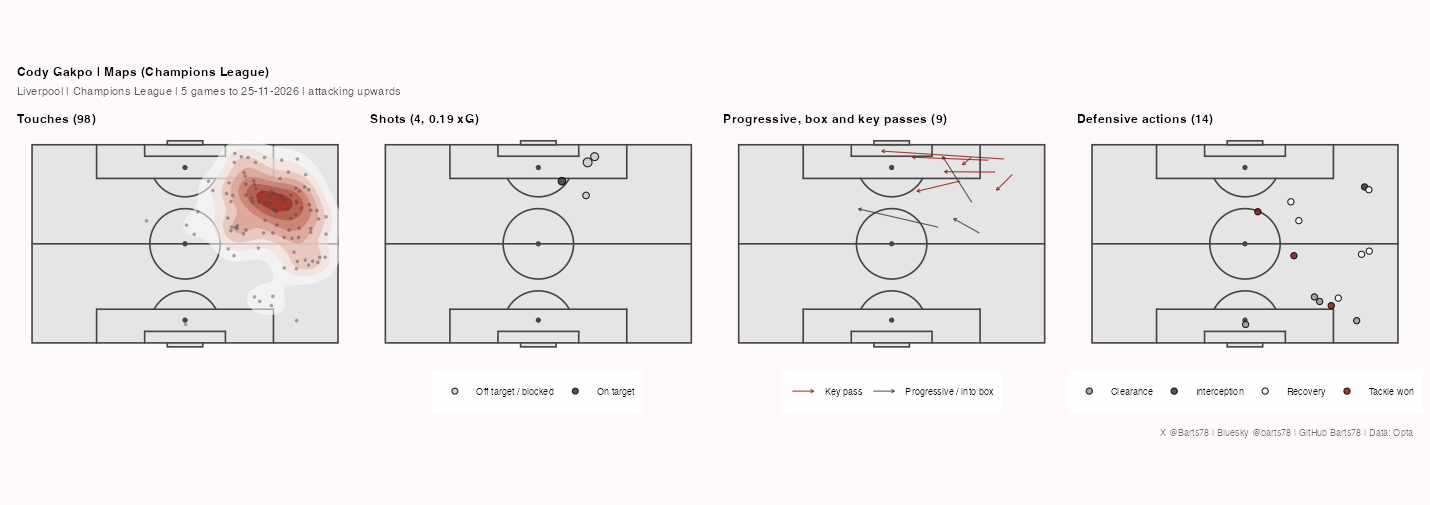 Cody Gakpo | Maps (Champions League)
Liverpool | Champions League | 5 games to 25-11-2026 | attacking upwards
Touches (98)
Shots (4, 0.19 xG)
Progressive, box and key passes (9)
Defensive actions (14)
Off target / blocked
On target
Key pass
Progressive / into box
Clearance
Interception
Recovery
Tackle won
X @Barts78 | Bluesky @barts78 | GitHub Barts78 | Data: Opta